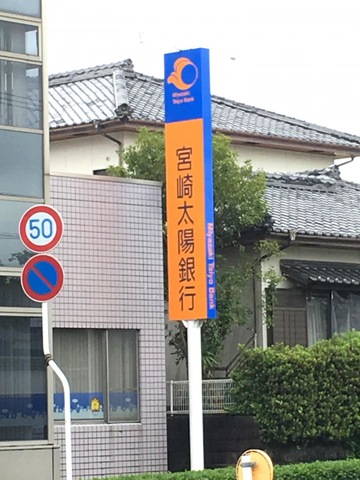 Miyazaki
Taiyo Bank
宮崎太陽銀行
Miyazaki Taiyo Bank
50